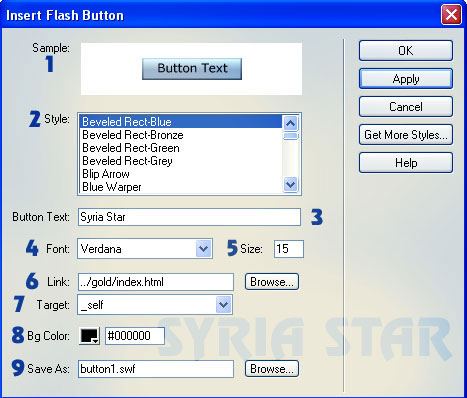 Insert Flash Button
Sample:
1
Button Text
OK
Apply
Cancel
Get More Styles...
Help
2 Style:
Beveled Rect-Blue
Beveled Rect-Bronze
Beveled Rect-Green
Beveled Rect-Grey
Blip Arrow
Blue Warper
Button Text: Syria Star 3
4 Font: Verdana 5 Size: 15
6 Link: ../gold/index.html Browse...
7 Target: _self
8 Bg Color: #000000
SYRIA STAR
9 Save As: button1.swf Browse...